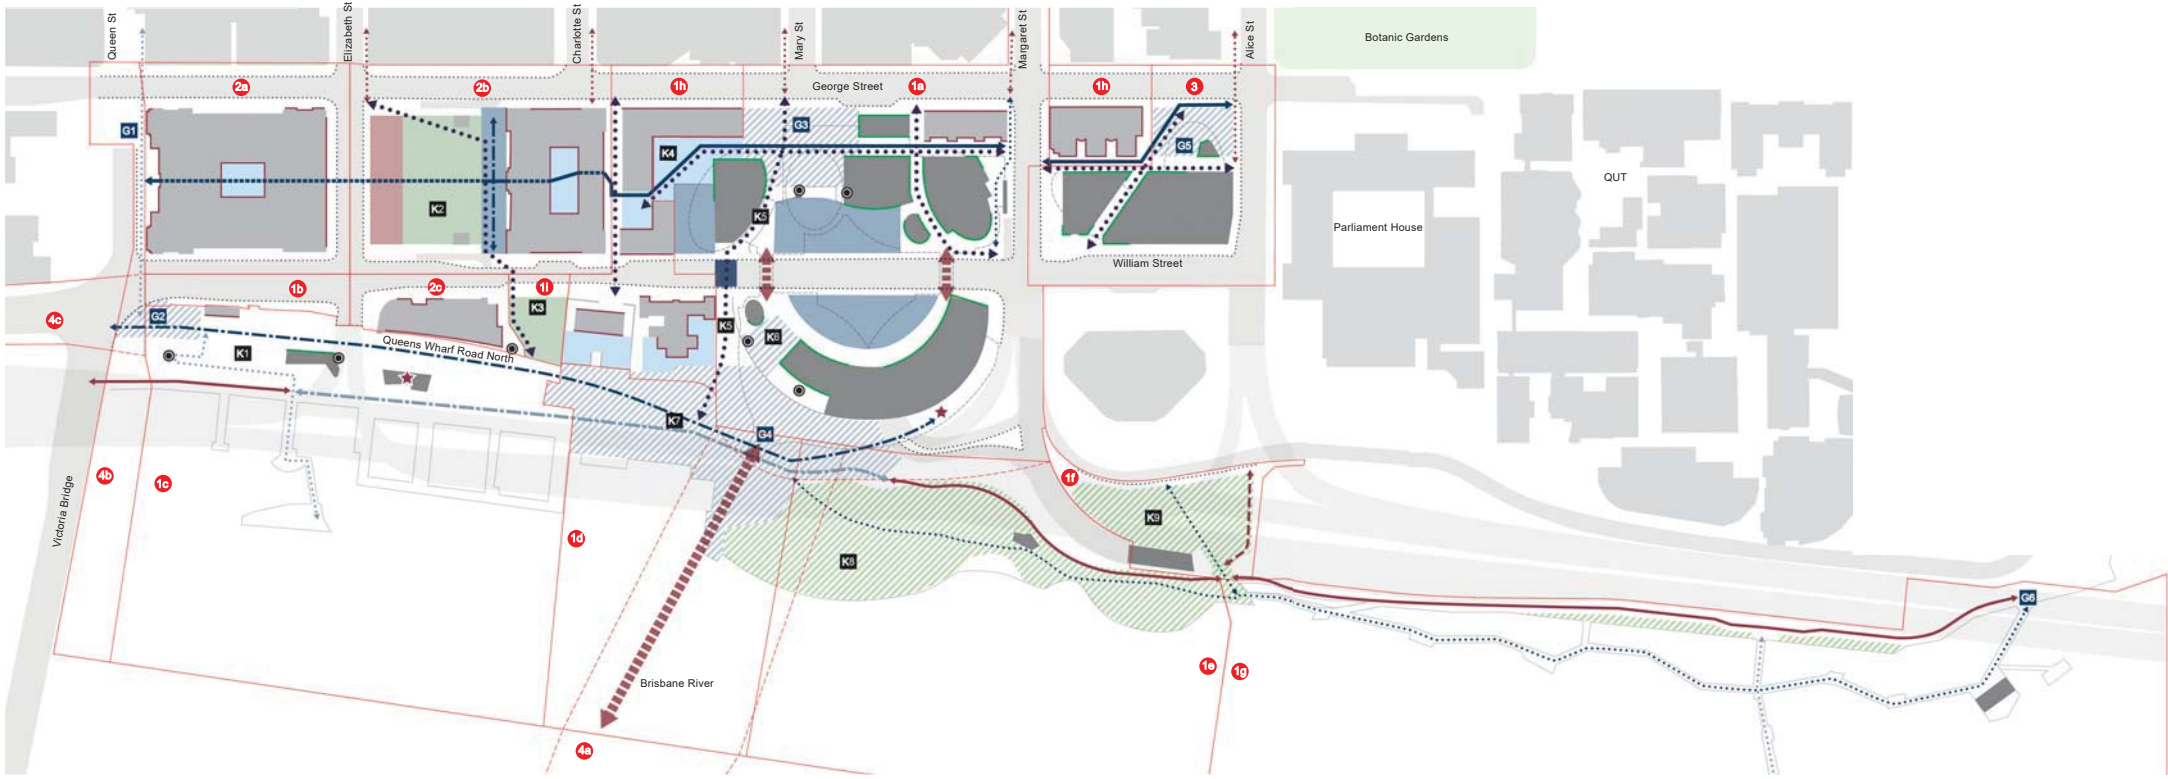 Queen St
Elizabeth St
Charlotte St
Mary St
Margaret St
Alice St
Botanic Gardens
2a
2b
1h
George Street
1a
1h
3
G1
G3
G5
K4
K2
K5
QUT
Parliament House
William Street
1b
2c
1i
K3
4c
G2
K1
Queens Wharf Road North
K5
K6
K7
G4
Victoria Bridge
4b
1c
1d
1f
K9
K8
G6
1e
1g
Brisbane River
4a